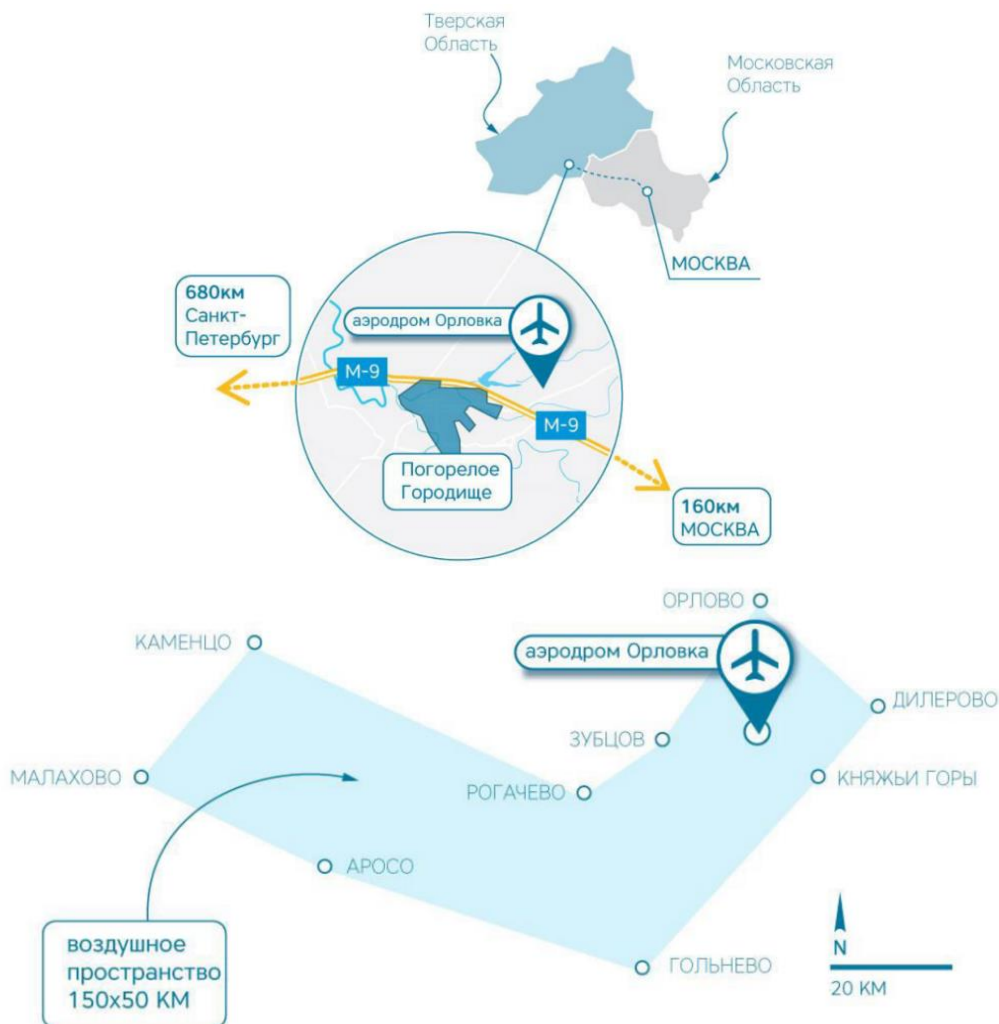 Тверская
Область
Московская
Область
МОСКВА
680км
Санкт-
Петербург
аэродром Орловка
М-9
М-9
Погорелое
Городище
160км
МОСКВА
ОРЛОВО
КАМЕНЦО
аэродром Орловка
ДИЛЕРОВО
ЗУБЦОВ
МАЛАХОВО
РОГАЧЕВО
КНЯЖЬИ ГОРЫ
АРОСО
воздушное
пространство
150х50 КМ
ГОЛЬНЕВО
N
20 КМ